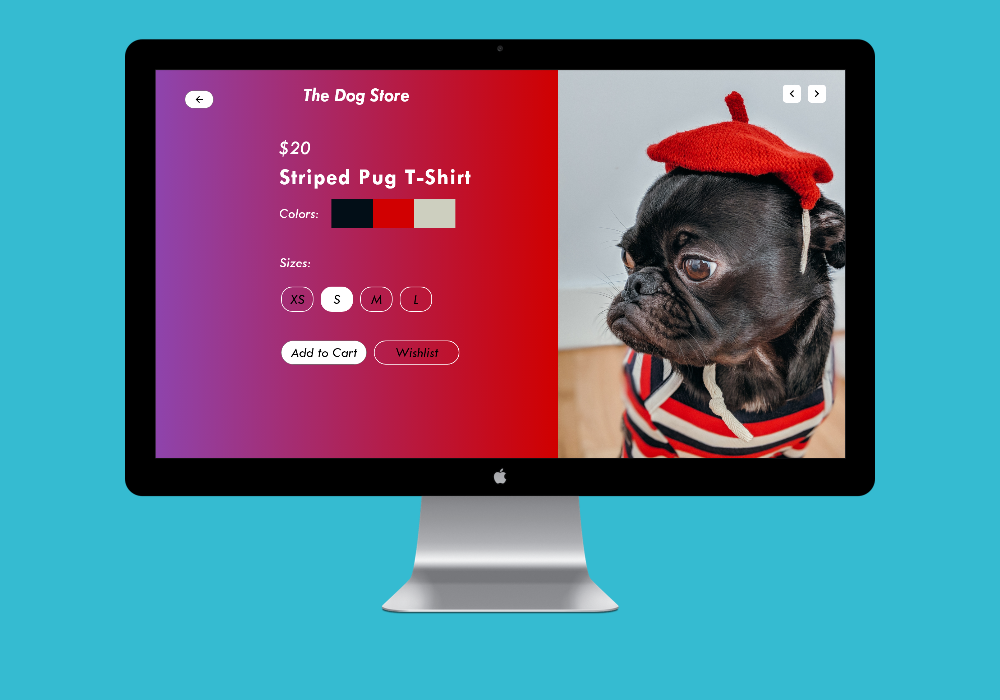 The Dog Store
$20
Striped Pug T-Shirt
Colors:
Sizes:
XS S M L
Add to Cart Wishlist